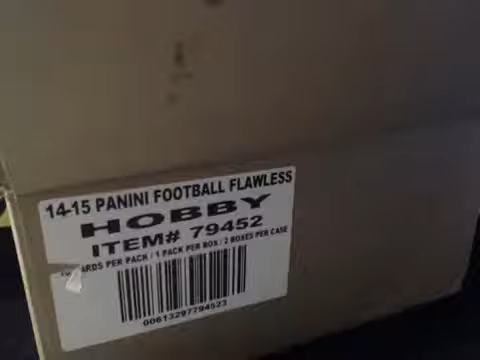 14-15 PANINI FOOTBALL FLAWLESS
HOBBY
ITEM# 79452
PER PACK / 1 PACK PER BOX / 2 BOXES PER CASE
00613297794523